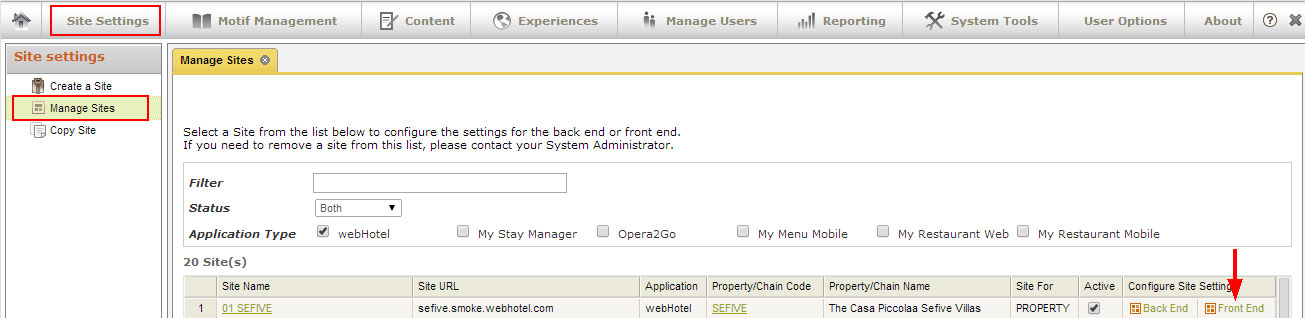 Site Settings Motif Management Content Experiences Manage Users Reporting System Tools User Options About ?
Site settings
Create a Site
Manage Sites
Copy Site
Manage Sites
Select a Site from the list below to configure the settings for the back end or front end.
If you need to remove a site from this list, please contact your System Administrator.
Filter
Status Both
Application Type webHotel My Stay Manager Opera2Go My Menu Mobile My Restaurant Web My Restaurant Mobile
20 Site(s)
Site Name Site URL Application Property/Chain Code Property/Chain Name Site For Active Configure Site Setting
1 01 SEFIVE sefive.smoke.webhotel.com webHotel SEFIVE The Casa Piccolaa Sefive Villas PROPERTY Back End Front End